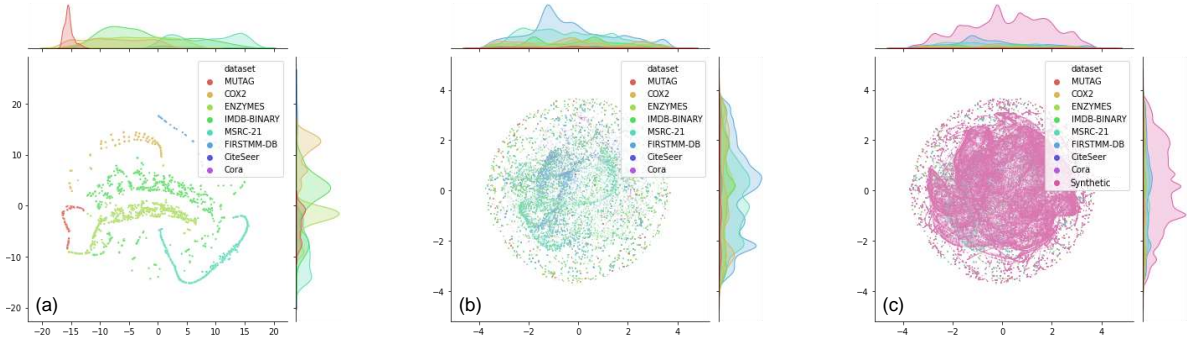 dataset
MUTAG
COX2
ENZYMES
IMDB-BINARY
MSRC-21
FIRSTMM-DB
CiteSeer
Cora
20
10
0
−10
−20
(a)
−20 −15 −10 −5 0 5 10 15 20
dataset
MUTAG
COX2
ENZYMES
IMDB-BINARY
MSRC-21
FIRSTMM-DB
CiteSeer
Cora
4
2
0
−2
−4
(b)
−4 −2 0 2 4
dataset
MUTAG
COX2
ENZYMES
IMDB-BINARY
MSRC-21
FIRSTMM-DB
CiteSeer
Cora
Synthetic
4
2
0
−2
−4
(c)
−4 −2 0 2 4